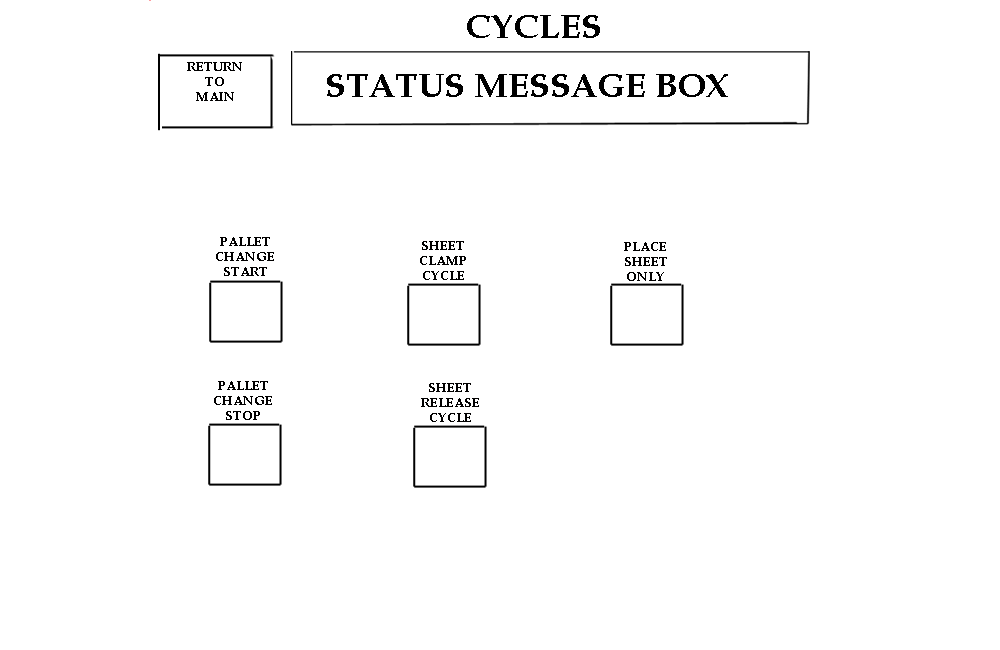 CYCLES
RETURN
TO
MAIN
STATUS MESSAGE BOX
PALLET
CHANGE
START
SHEET
CLAMP
CYCLE
PLACE
SHEET
ONLY
PALLET
CHANGE
STOP
SHEET
RELEASE
CYCLE